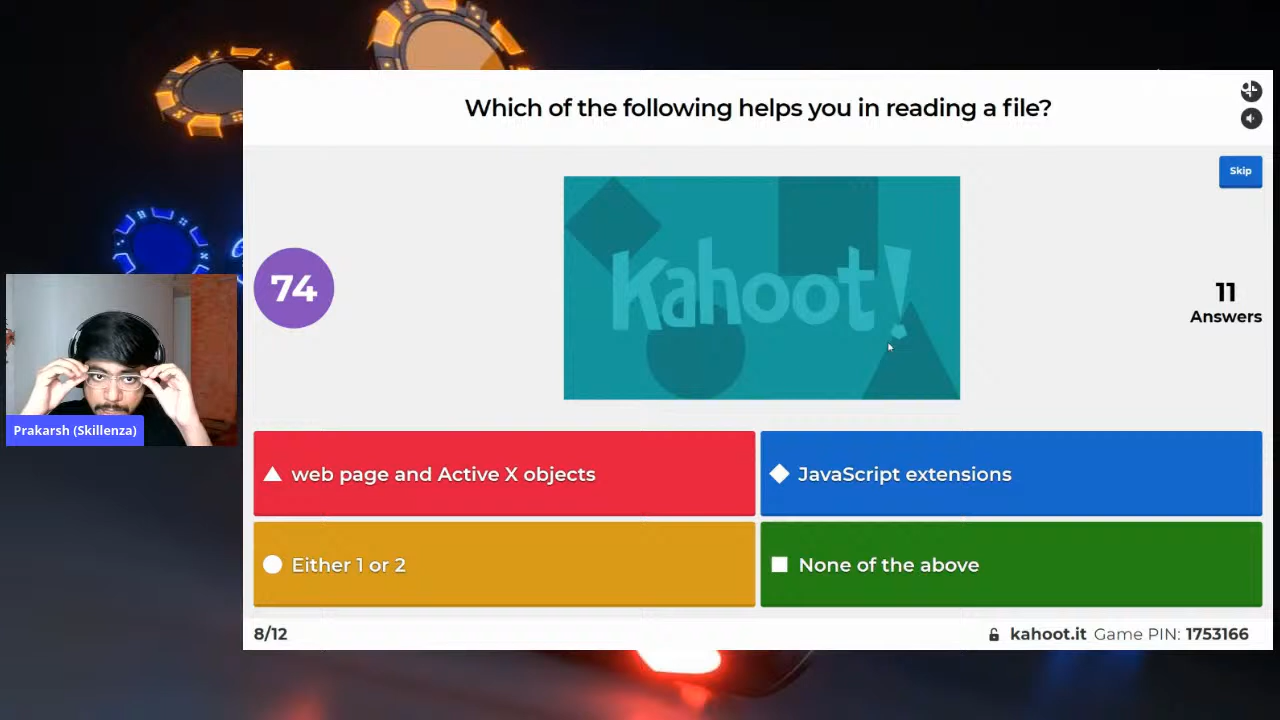 Which of the following helps you in reading a file?
Skip
Kahoot!
74
11
Answers
Prakarsh (Skillenza)
web page and Active X objects
JavaScript extensions
Either 1 or 2
None of the above
8/12
kahoot.it Game PIN: 1753166